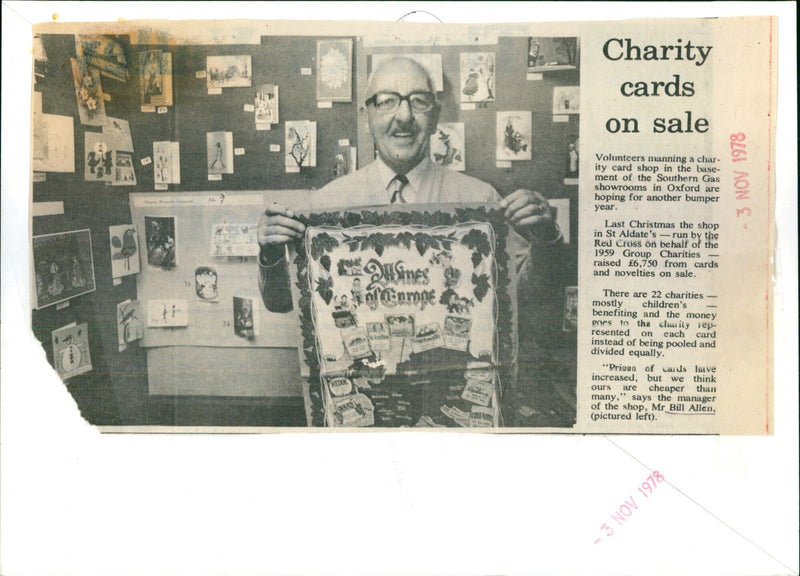 Charity
cards
on sale
Volunteers manning a char-
ity card shop in the base-
ment of the Southern Gas
showrooms in Oxford are
hoping for another bumper
year.
Last Christmas the shop
in St Aldate's — run by the
Red Cross on behalf of the
1959 Group Charities —
raised £6,750 from cards
and novelties on sale.
There are 22 charities —
mostly children's —
benefiting and the money
goes to the charity rep-
resented on each card
instead of being pooled and
divided equally.
"Prices of cards have
increased, but we think
ours are cheaper than
many," says the manager
of the shop, Mr Bill Allen,
(pictured left).
Wines
of Europe
- 3 NOV 1978
- 3 NOV 1978